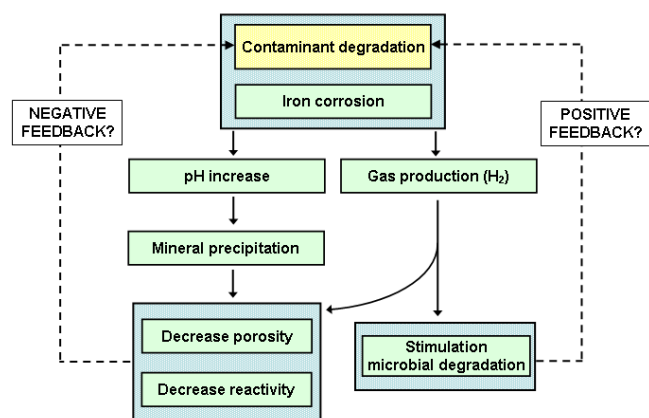 Contaminant degradation
Iron corrosion
NEGATIVE
FEEDBACK?
POSITIVE
FEEDBACK?
pH increase
Gas production (H₂)
Mineral precipitation
Decrease porosity
Decrease reactivity
Stimulation
microbial degradation